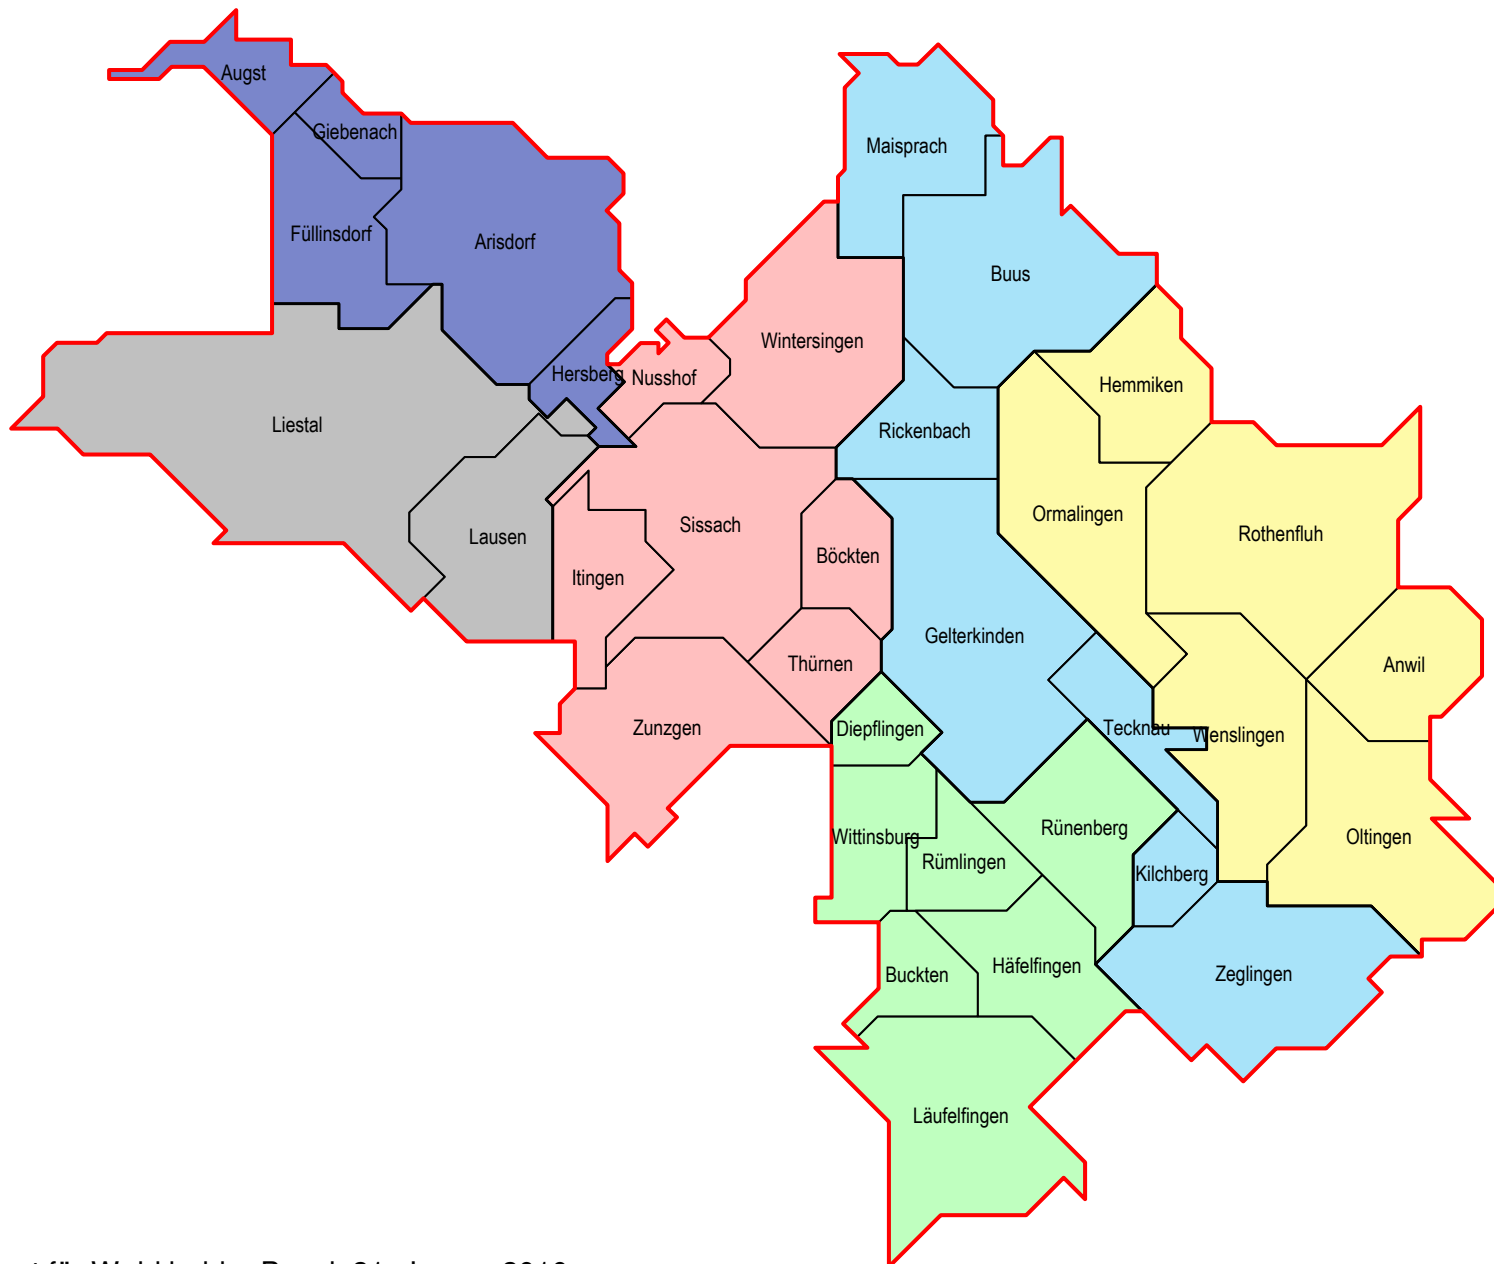 Augst
Giebenach
Maisprach
Füllinsdorf
Arisdorf
Buus
Wintersingen
Hersberg
Nusshof
Hemmiken
Liestal
Rickenbach
Ormalingen
Sissach
Rothenfluh
Lausen
Böckten
Itingen
Gelterkinden
Thürnen
Anwil
Zunzgen
Diepflingen
Tecknau
Wenslingen
Rünenberg
Wittinsburg
Oltingen
Rümlingen
Kilchberg
Häfelfingen
Buckten
Zeglingen
Läufelfingen